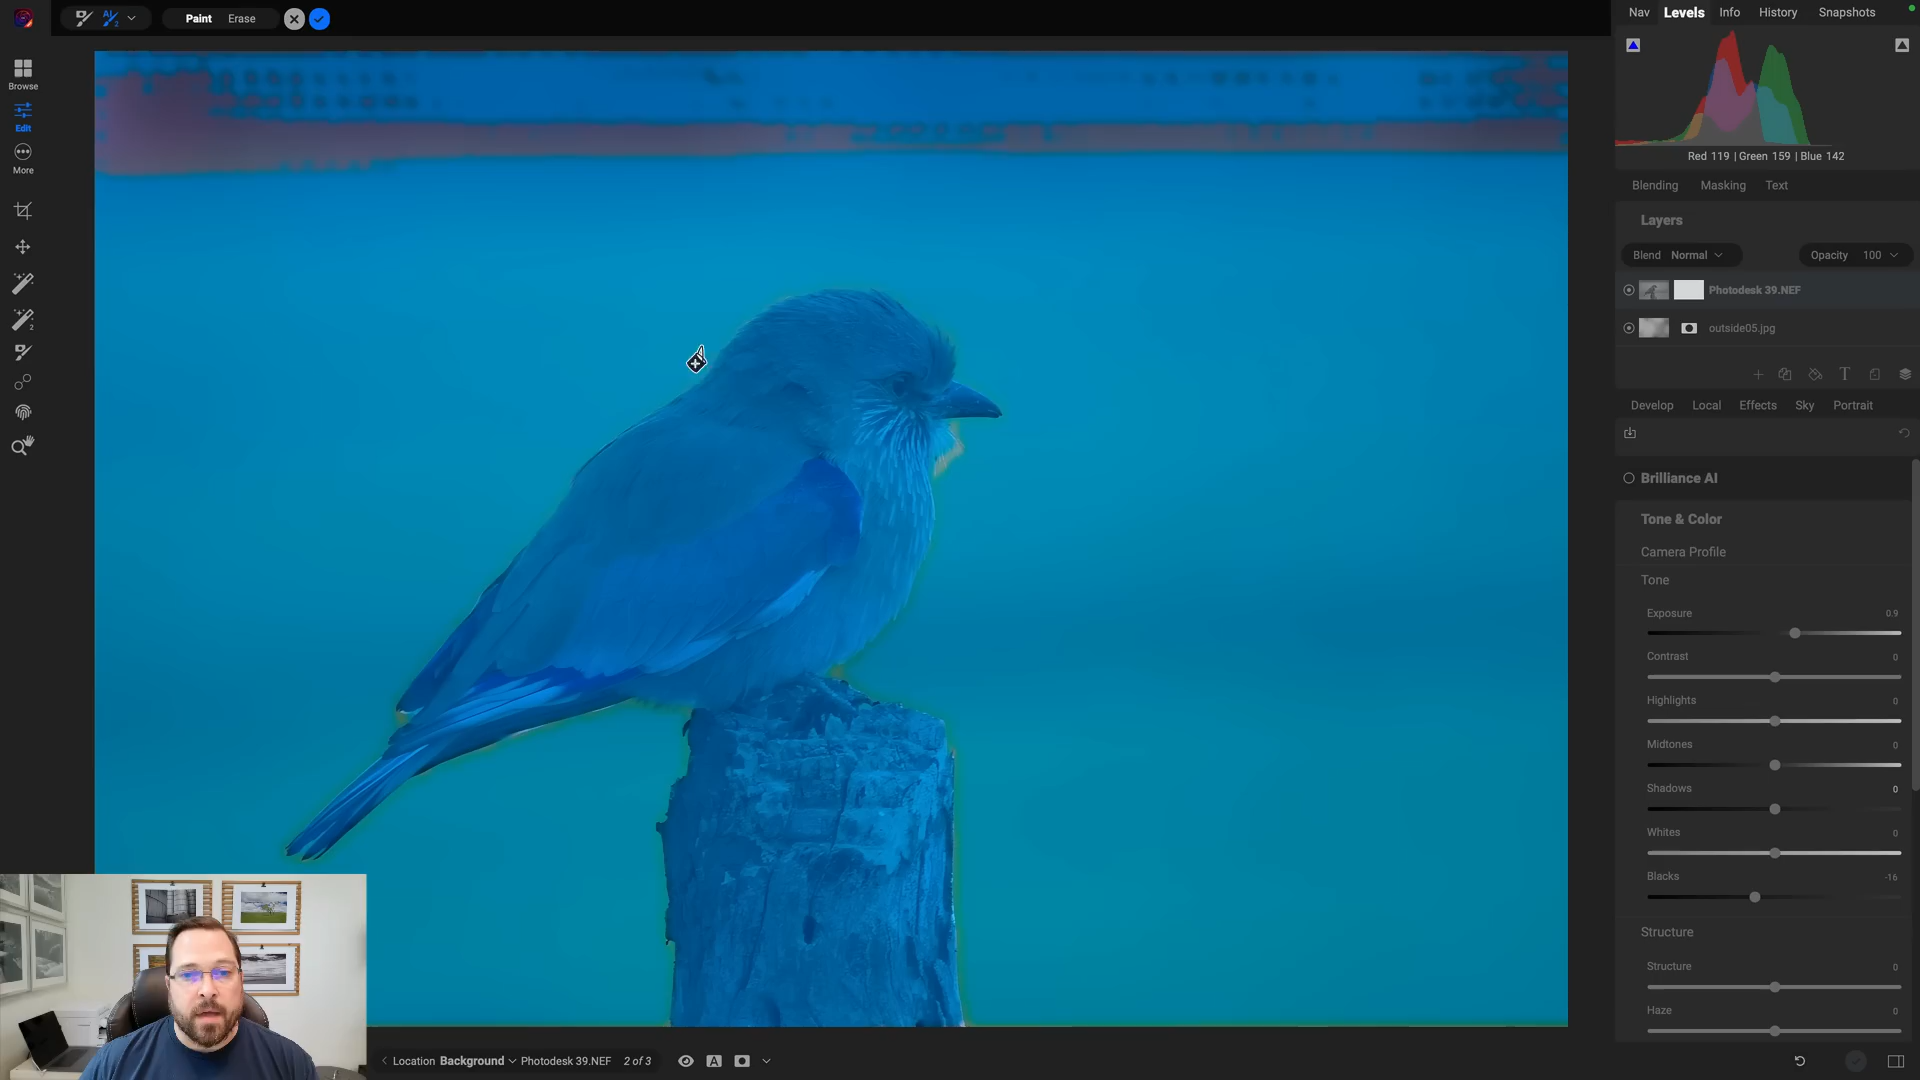 AI 2
Paint Erase
Nav Levels Info History Snapshots
Browse
Edit
More
2
Red 119 | Green 159 | Blue 142
Blending Masking Text
Layers
Blend Normal Opacity 100
Photodesk 39.NEF
outside05.jpg
T
Develop Local Effects Sky Portrait
Brilliance AI
Tone & Color
Camera Profile
Tone
Exposure 0.9
Contrast 0
Highlights 0
Midtones 0
Shadows 0
Whites 0
Blacks -16
Structure
Structure 0
Haze 0
Location Background Photodesk 39.NEF 2 of 3
A